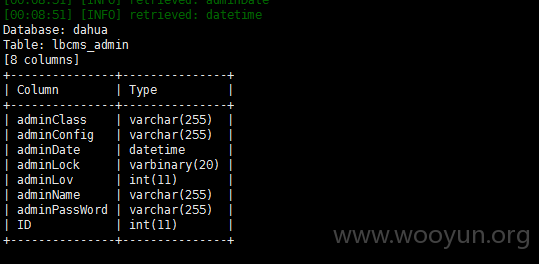 [00:08:51] [INFO] retrieved: adminDate
[00:08:51] [INFO] retrieved: datetime
Database: dahua
Table: lbcms_admin
[8 columns]
+--------------+---------------+
| Column | Type |
+--------------+---------------+
| adminClass | varchar(255) |
| adminConfig | varchar(255) |
| adminDate | datetime |
| adminLock | varbinary(20) |
| adminLov | int(11) |
| adminName | varchar(255) |
| adminPassWord | varchar(255) |
| ID | int(11) |
+--------------+---------------+
www.wooyun.org